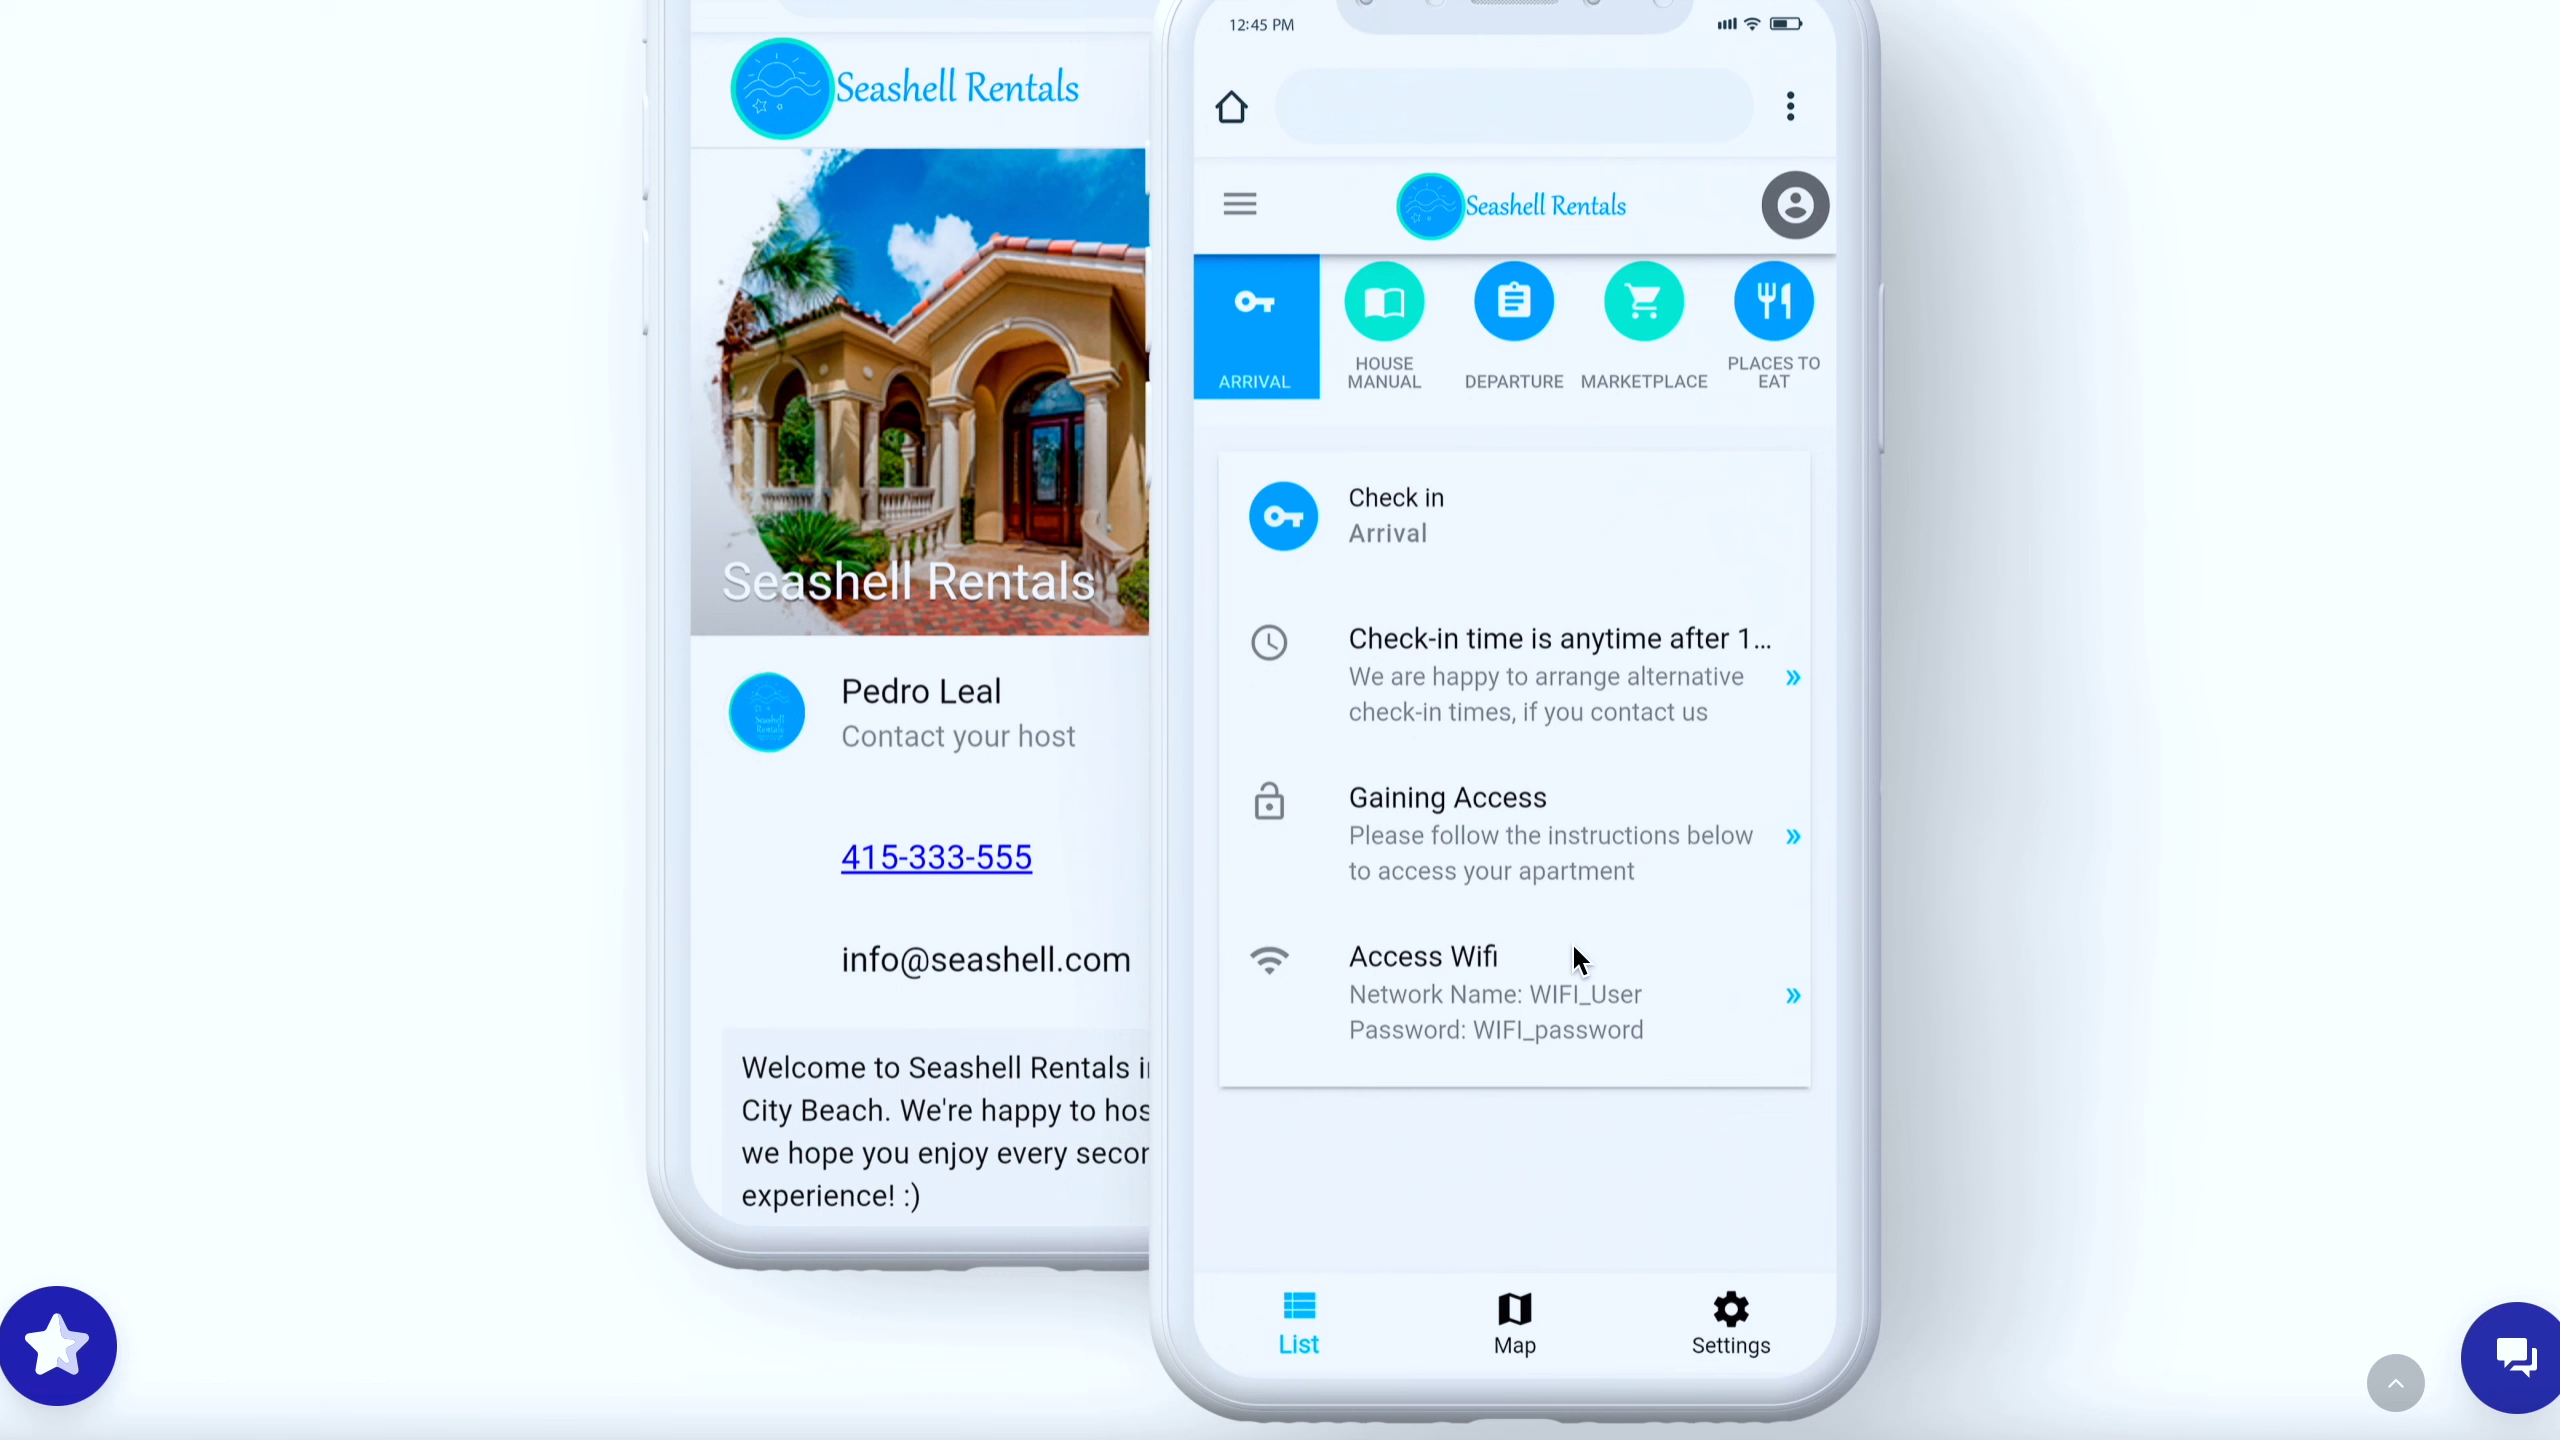 Seashell Rentals
Seashell Rentals
Pedro Leal
Contact your host
415-333-555
info@seashell.com
Welcome to Seashell Rentals
City Beach. We're happy to
we hope you enjoy every
experience! :)
12:45 PM
Seashell Rentals
ARRIVAL
HOUSE
MANUAL
DEPARTURE
MARKETPLACE
PLACES TO
EAT
Check in
Arrival
Check-in time is anytime after 1...
We are happy to arrange alternative
check-in times, if you contact us
Gaining Access
Please follow the instructions below
to access your apartment
Access Wifi
Network Name: WIFI_User
Password: WIFI_password
List
Map
Settings